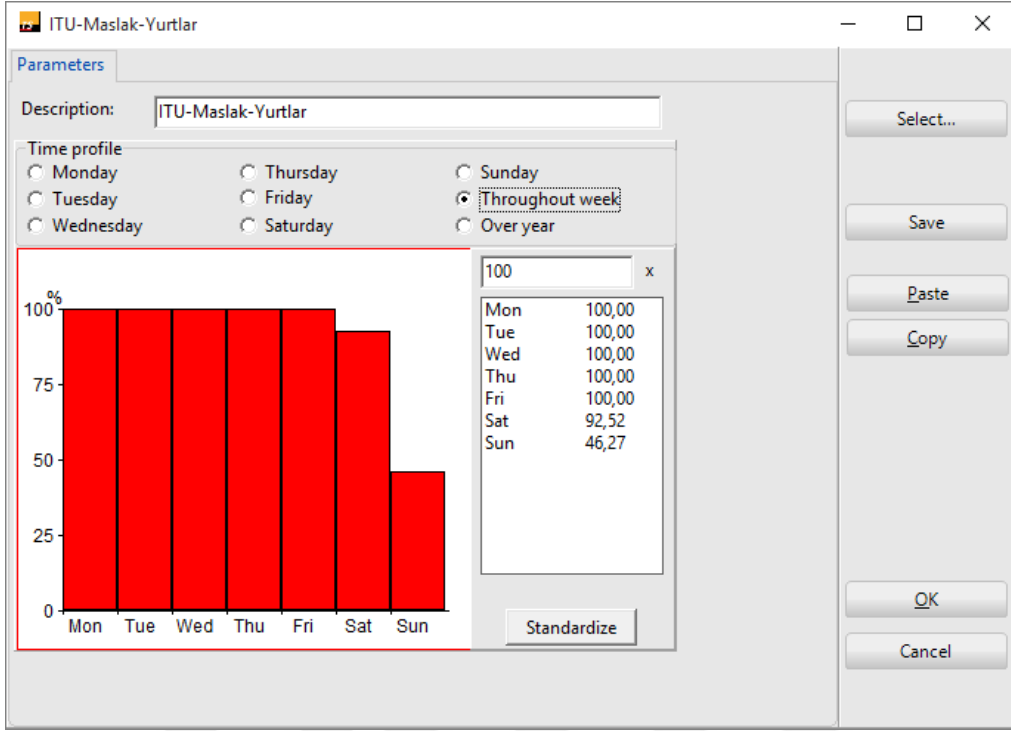 ITU-Maslak-Yurtlar
Parameters
Description: ITU-Maslak-Yurtlar
Time profile
Monday Thursday Sunday
Tuesday Friday Throughout week
Wednesday Saturday Over year
100 x
%
100
75
50
25
0
Mon Tue Wed Thu Fri Sat Sun
Mon 100,00
Tue 100,00
Wed 100,00
Thu 100,00
Fri 100,00
Sat 92,52
Sun 46,27
Standardize
Select...
Save
Paste
Copy
OK
Cancel